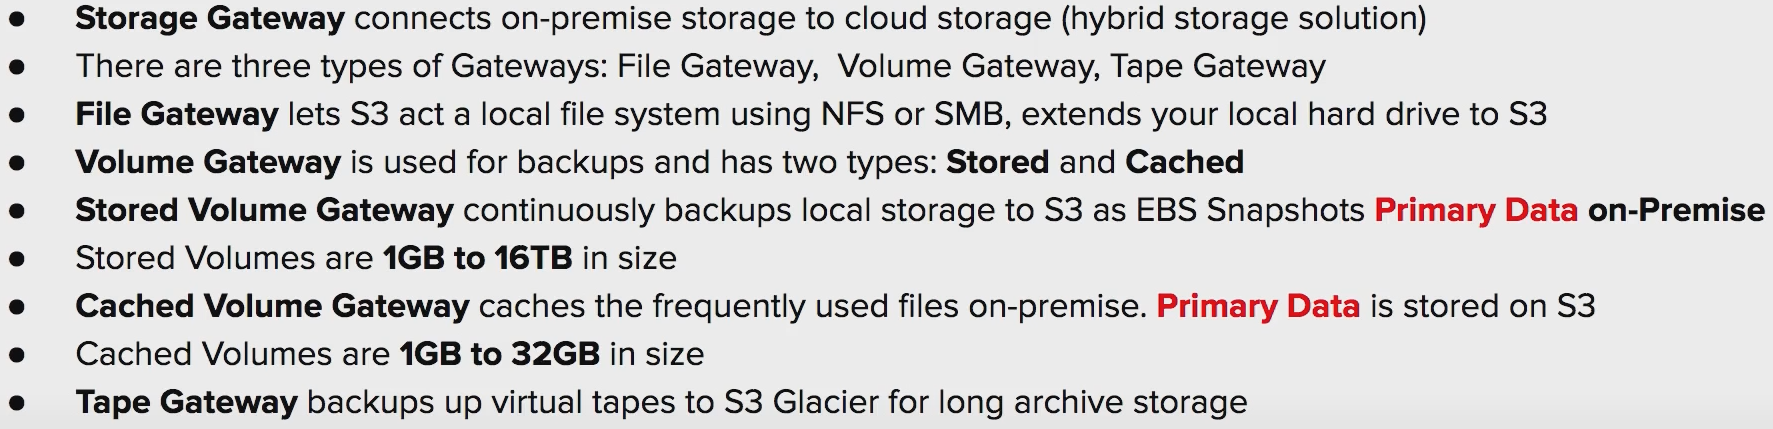 ● Storage Gateway connects on-premise storage to cloud storage (hybrid storage solution)
● There are three types of Gateways: File Gateway, Volume Gateway, Tape Gateway
● File Gateway lets S3 act a local file system using NFS or SMB, extends your local hard drive to S3
● Volume Gateway is used for backups and has two types: Stored and Cached
● Stored Volume Gateway continuously backups local storage to S3 as EBS Snapshots Primary Data on-Premise
● Stored Volumes are 1GB to 16TB in size
● Cached Volume Gateway caches the frequently used files on-premise. Primary Data is stored on S3
● Cached Volumes are 1GB to 32GB in size
● Tape Gateway backups up virtual tapes to S3 Glacier for long archive storage